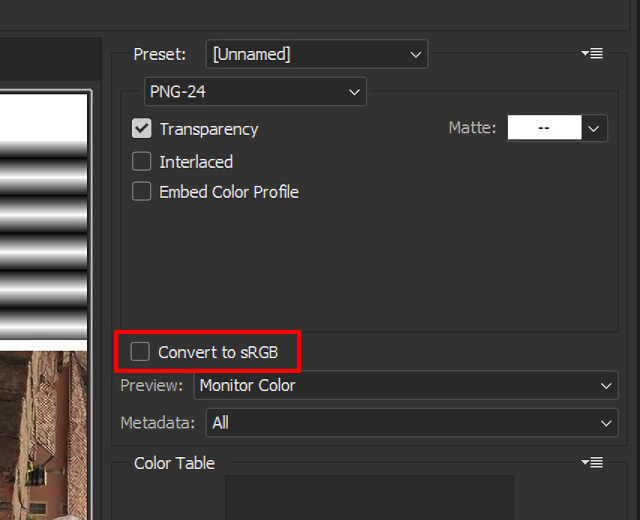 Preset: [Unnamed]
PNG-24
Transparency Matte: --
Interlaced
Embed Color Profile
Convert to sRGB
Preview: Monitor Color
Metadata: All
Color Table